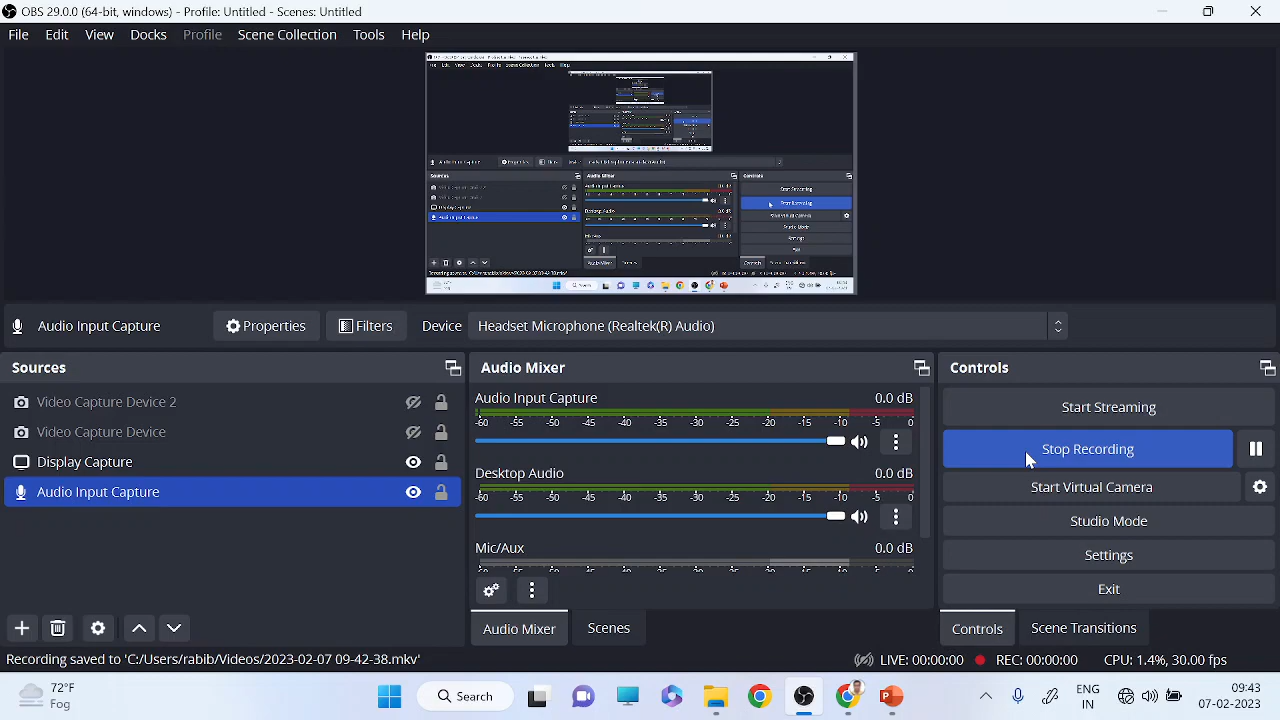 OBS 29.0.0 (64-bit, windows) - Profile: Untitled - Scenes: Untitled
File Edit View Docks Profile Scene Collection Tools Help
Audio Input Capture Properties Filters Device Headset Microphone (Realtek(R) Audio)
Sources
Video Capture Device 2
Video Capture Device
Display Capture
Audio Input Capture
Audio Mixer
Audio Input Capture 0.0 dB
-60 -55 -50 -45 -40 -35 -30 -25 -20 -15 -10 -5 0
Desktop Audio 0.0 dB
-60 -55 -50 -45 -40 -35 -30 -25 -20 -15 -10 -5 0
Mic/Aux 0.0 dB
Audio Mixer Scenes
Controls
Start Streaming
Stop Recording
Start Virtual Camera
Studio Mode
Settings
Exit
Controls Scene Transitions
Recording saved to 'C:/Users/rabib/Videos/2023-02-07 09-42-38.mkv'
LIVE: 00:00:00 REC: 00:00:00 CPU: 1.4%, 30.00 fps
72°F
Fog
Search
ENG
IN
09:43
07-02-2023